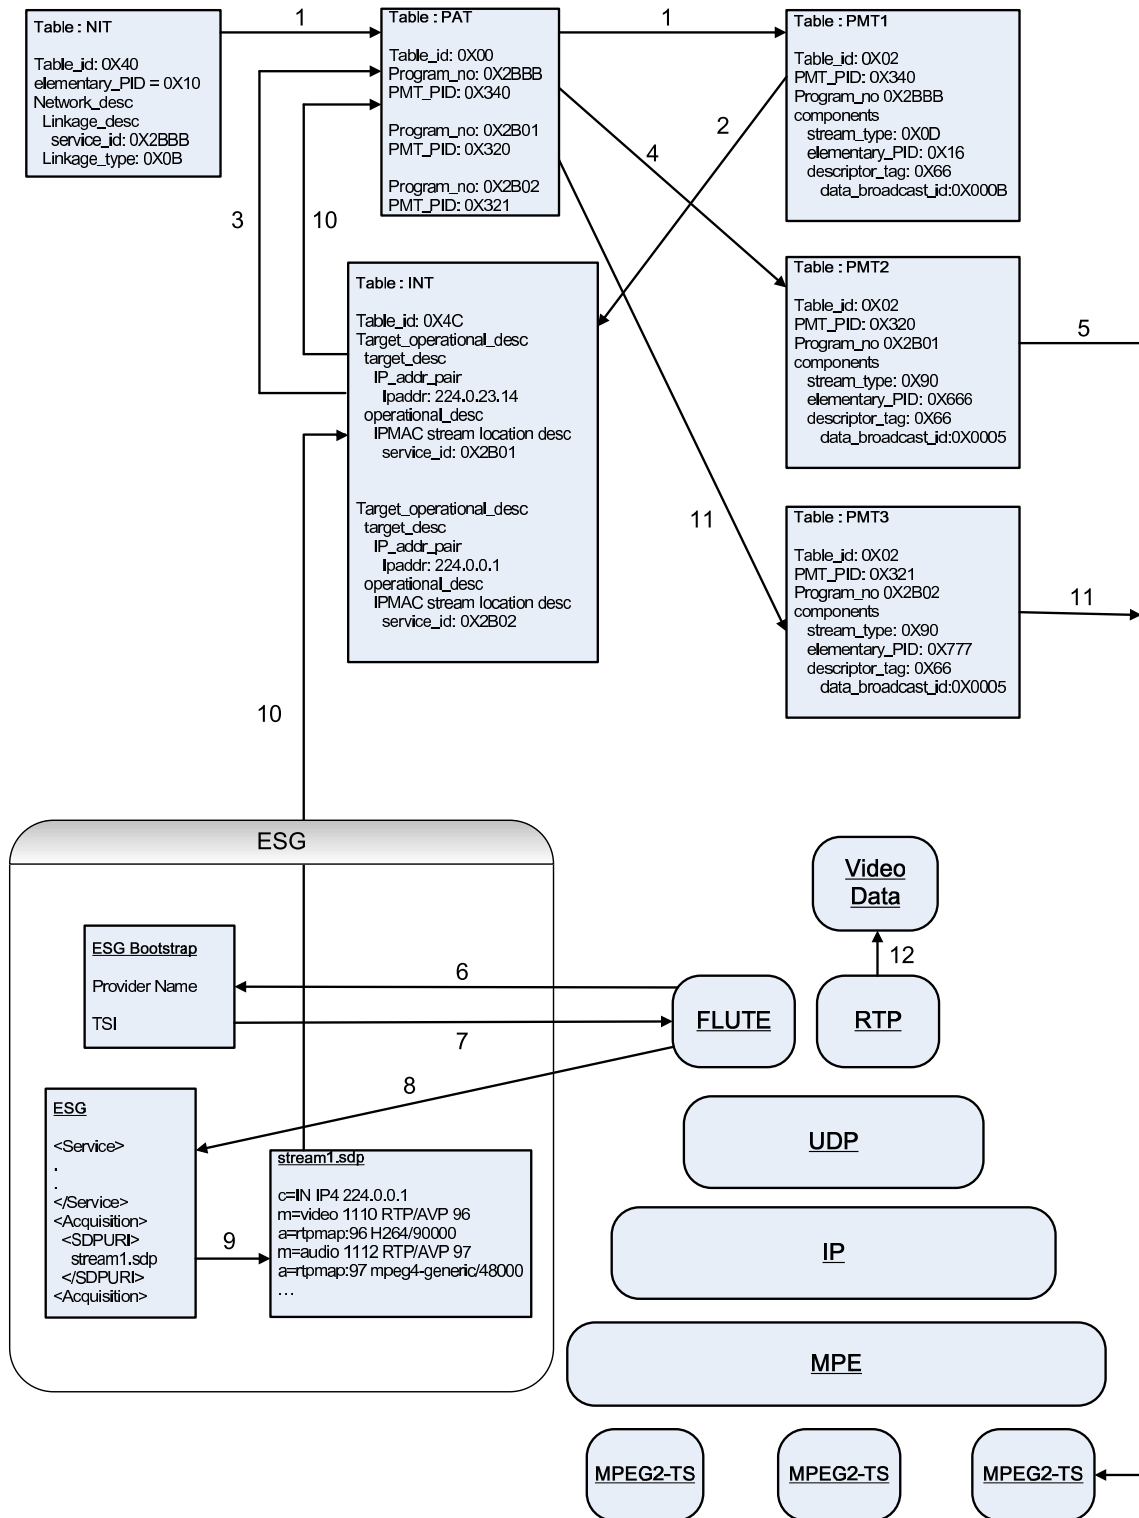 Table : NIT
Table_id: 0X40
elementary_PID = 0X10
Network_desc
Linkage_desc
service_id: 0X2BBB
Linkage_type: 0X0B
1
Table : PAT
Table_id: 0X00
Program_no: 0X2BBB
PMT_PID: 0X340
Program_no: 0X2B01
PMT_PID: 0X320
Program_no: 0X2B02
PMT_PID: 0X321
1
Table : PMT1
Table_id: 0X02
PMT_PID: 0X340
Program_no 0X2BBB
components
stream_type: 0X0D
elementary_PID: 0X16
descriptor_tag: 0X66
data_broadcast_id:0X000B
2
4
3
10
Table : INT
Table_id: 0X4C
Target_operational_desc
target_desc
IP_addr_pair
Ipaddr: 224.0.23.14
operational_desc
IPMAC stream location desc
service_id: 0X2B01
Target_operational_desc
target_desc
IP_addr_pair
Ipaddr: 224.0.0.1
operational_desc
IPMAC stream location desc
service_id: 0X2B02
Table : PMT2
Table_id: 0X02
PMT_PID: 0X320
Program_no 0X2B01
components
stream_type: 0X90
elementary_PID: 0X666
descriptor_tag: 0X66
data_broadcast_id:0X0005
5
11
Table : PMT3
Table_id: 0X02
PMT_PID: 0X321
Program_no 0X2B02
components
stream_type: 0X90
elementary_PID: 0X777
descriptor_tag: 0X66
data_broadcast_id:0X0005
11
10
ESG
ESG Bootstrap
Provider Name
TSI
6
7
8
ESG
<Service>
.
.
</Service>
<Acquisition>
<SDPURI>
stream1.sdp
</SDPURI>
<Acquisition>
9
stream1.sdp
c=IN IP4 224.0.0.1
m=video 1110 RTP/AVP 96
a=rtpmap:96 H264/90000
m=audio 1112 RTP/AVP 97
a=rtpmap:97 mpeg4-generic/48000
...
Video
Data
12
FLUTE
RTP
UDP
IP
MPE
MPEG2-TS
MPEG2-TS
MPEG2-TS